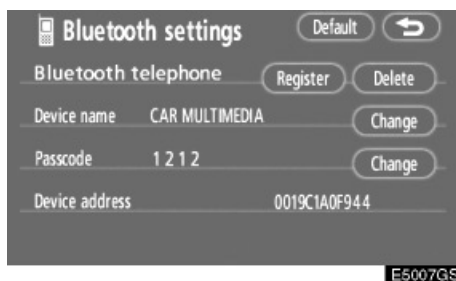 Bluetooth settings Default
Bluetooth telephone Register Delete
Device name CAR MULTIMEDIA Change
Passcode 1212 Change
Device address 0019C1A0F944
E5007GS